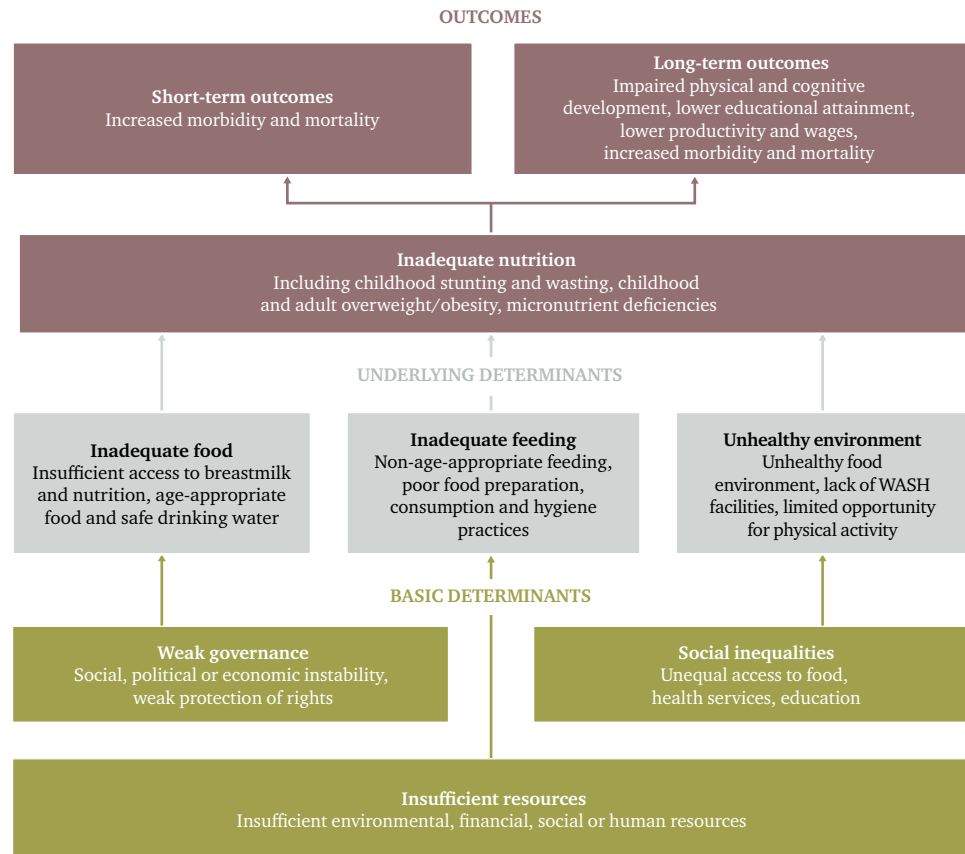 OUTCOMES
Short-term outcomes
Increased morbidity and mortality
Long-term outcomes
Impaired physical and cognitive
development, lower educational attainment,
lower productivity and wages,
increased morbidity and mortality
Inadequate nutrition
Including childhood stunting and wasting, childhood
and adult overweight/obesity, micronutrient deficiencies
UNDERLYING DETERMINANTS
Inadequate food
Insufficient access to breastmilk
and nutrition, age-appropriate
food and safe drinking water
Inadequate feeding
Non-age-appropriate feeding,
poor food preparation,
consumption and hygiene
practices
Unhealthy environment
Unhealthy food
environment, lack of WASH
facilities, limited opportunity
for physical activity
BASIC DETERMINANTS
Weak governance
Social, political or economic instability,
weak protection of rights
Social inequalities
Unequal access to food,
health services, education
Insufficient resources
Insufficient environmental, financial, social or human resources